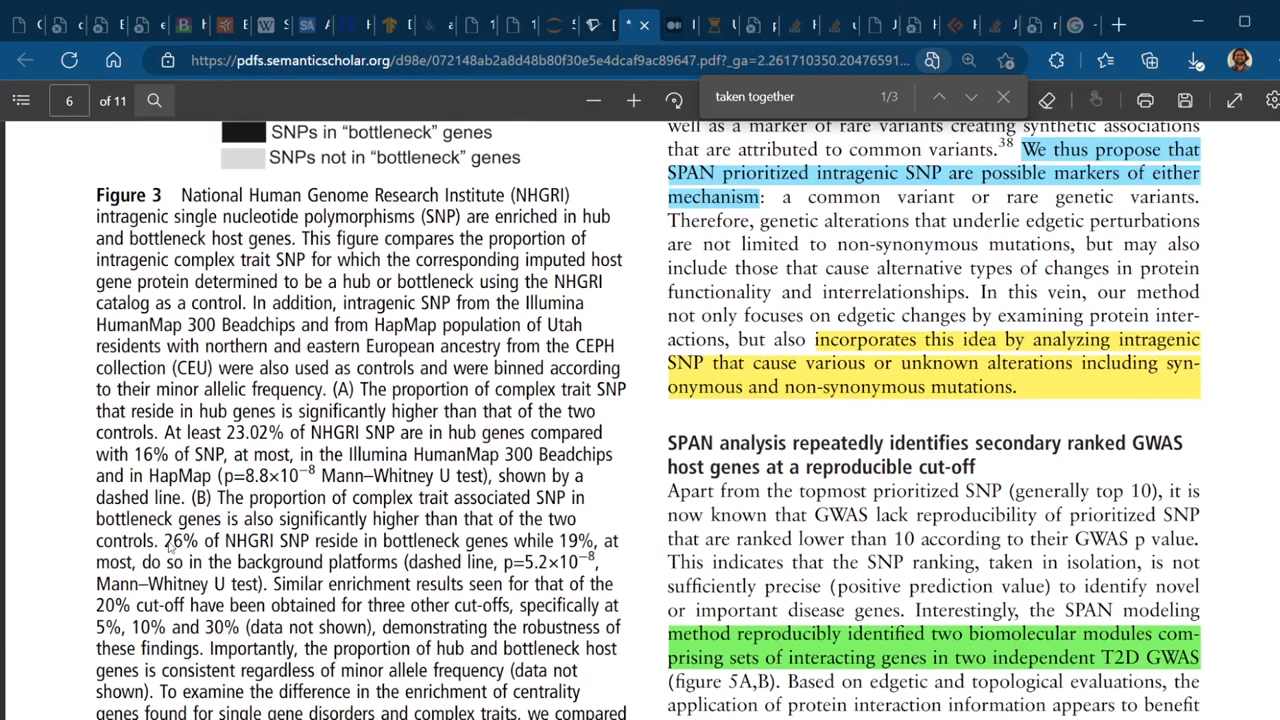 https://pdfs.semanticscholar.org/d98e/072148ab2a8d48b80f30e5e4dcaf9ac89647.pdf?_ga=2.261710350.20476591...
6 of 11
taken together 1/3
SNPs in “bottleneck” genes
SNPs not in “bottleneck” genes
Figure 3 National Human Genome Research Institute (NHGRI)
intragenic single nucleotide polymorphisms (SNP) are enriched in hub
and bottleneck host genes. This figure compares the proportion of
intragenic complex trait SNP for which the corresponding imputed host
gene protein determined to be a hub or bottleneck using the NHGRI
catalog as a control. In addition, intragenic SNP from the Illumina
HumanMap 300 Beadchips and from HapMap population of Utah
residents with northern and eastern European ancestry from the CEPH
collection (CEU) were also used as controls and were binned according
to their minor allelic frequency. (A) The proportion of complex trait SNP
that reside in hub genes is significantly higher than that of the two
controls. At least 23.02% of NHGRI SNP are in hub genes compared
with 16% of SNP, at most, in the Illumina HumanMap 300 Beadchips
and in HapMap (p=8.8×10⁻⁸ Mann–Whitney U test), shown by a
dashed line. (B) The proportion of complex trait associated SNP in
bottleneck genes is also significantly higher than that of the two
controls. 26% of NHGRI SNP reside in bottleneck genes while 19%, at
most, do so in the background platforms (dashed line, p=5.2×10⁻⁸,
Mann–Whitney U test). Similar enrichment results seen for that of the
20% cut-off have been obtained for three other cut-offs, specifically at
5%, 10% and 30% (data not shown), demonstrating the robustness of
these findings. Importantly, the proportion of hub and bottleneck host
genes is consistent regardless of minor allele frequency (data not
shown). To examine the difference in the enrichment of centrality
genes found for single gene disorders and complex traits, we compared
well as a marker of rare variants creating synthetic associations
that are attributed to common variants.³⁸ We thus propose that
SPAN prioritized intragenic SNP are possible markers of either
mechanism: a common variant or rare genetic variants.
Therefore, genetic alterations that underlie edgetic perturbations
are not limited to non-synonymous mutations, but may also
include those that cause alternative types of changes in protein
functionality and interrelationships. In this vein, our method
not only focuses on edgetic changes by examining protein inter-
actions, but also incorporates this idea by analyzing intragenic
SNP that cause various or unknown alterations including syn-
onymous and non-synonymous mutations.
SPAN analysis repeatedly identifies secondary ranked GWAS
host genes at a reproducible cut-off
Apart from the topmost prioritized SNP (generally top 10), it is
now known that GWAS lack reproducibility of prioritized SNP
that are ranked lower than 10 according to their GWAS p value.
This indicates that the SNP ranking, taken in isolation, is not
sufficiently precise (positive prediction value) to identify novel
or important disease genes. Interestingly, the SPAN modeling
method reproducibly identified two biomolecular modules com-
prising sets of interacting genes in two independent T2D GWAS
(figure 5A,B). Based on edgetic and topological evaluations, the
application of protein interaction information appears to benefit